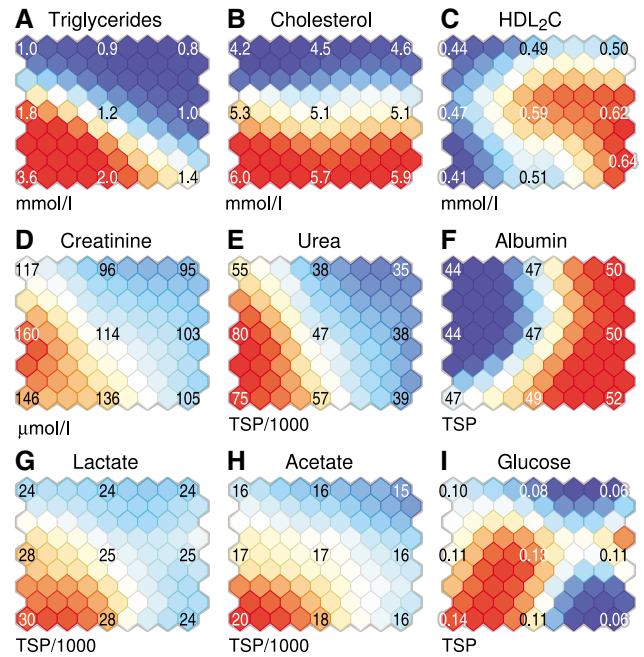 A Triglycerides B Cholesterol C HDL₂C
1.0 0.9 0.8 4.2 4.5 4.6 0.44 0.49 0.50
1.8 1.2 1.0 5.3 5.1 5.1 0.47 0.59 0.62
0.64
3.6 2.0 1.4 6.0 5.7 5.9 0.41 0.51
mmol/l mmol/l mmol/l
D Creatinine E Urea F Albumin
117 96 95 55 38 35 44 47 50
160 114 103 80 47 38 44 47 50
146 136 105 75 57 39 47 49 52
μmol/l TSP/1000 TSP
G Lactate H Acetate I Glucose
24 24 24 16 16 15 0.10 0.08 0.06
28 25 25 17 17 16 0.11 0.13 0.11
30 28 24 20 18 16 0.14 0.11 0.06
TSP/1000 TSP/1000 TSP